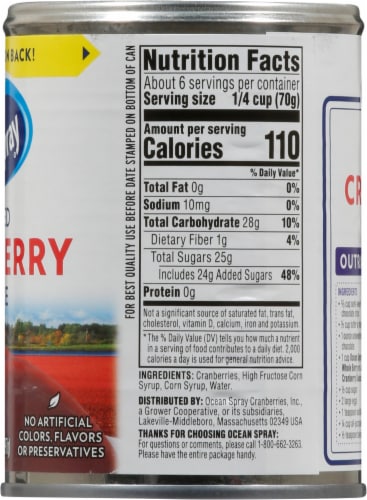 N BACK!
ray
D
ERRY
E
NO ARTIFICIAL
COLORS, FLAVORS
OR PRESERVATIVES
FOR BEST QUALITY USE BEFORE DATE STAMPED ON BOTTOM OF CAN
Nutrition Facts
About 6 servings per container
Serving size 1/4 cup (70g)
Amount per serving
Calories 110
% Daily Value*
Total Fat 0g 0%
Sodium 10mg 0%
Total Carbohydrate 28g 10%
Dietary Fiber 1g 4%
Total Sugars 25g
Includes 24g Added Sugars 48%
Protein 0g
Not a significant source of saturated fat, trans fat,
cholesterol, vitamin D, calcium, iron and potassium.
*The % Daily Value (DV) tells you how much a nutrient
in a serving of food contributes to a daily diet. 2,000
calories a day is used for general nutrition advice.
INGREDIENTS: Cranberries, High Fructose Corn
Syrup, Corn Syrup, Water.
DISTRIBUTED BY: Ocean Spray Cranberries, Inc.,
a Grower Cooperative, or its subsidiaries,
Lakeville-Middleboro, Massachusetts 02349 USA
THANKS FOR CHOOSING OCEAN SPRAY:
For questions or comments, please call 1-800-662-3263.
Please have the entire package handy.
CR
OUTR
Ingredients: